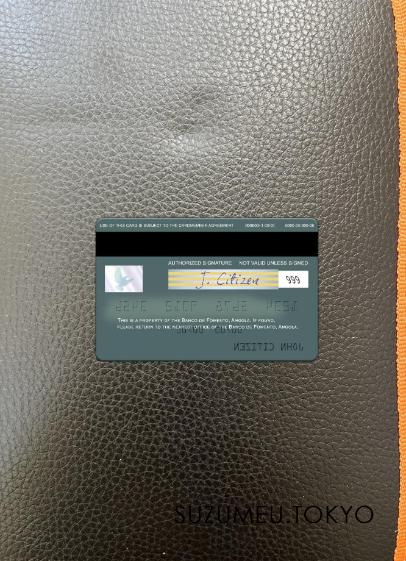 USE OF THIS CARD IS SUBJECT TO THE CARDMEMBER AGREEMENT
AUTHORIZED SIGNATURE NOT VALID UNLESS SIGNED
J. Citizen 999
THIS IS A PROPERTY OF THE BANCO DE FOMENTO, ANGOLA. IF FOUND,
PLEASE RETURN TO THE NEAREST OFFICE OF THE BANCO DE FOMENTO, ANGOLA.
JOHN CITIZEN
SUZUMEU.TOKYO